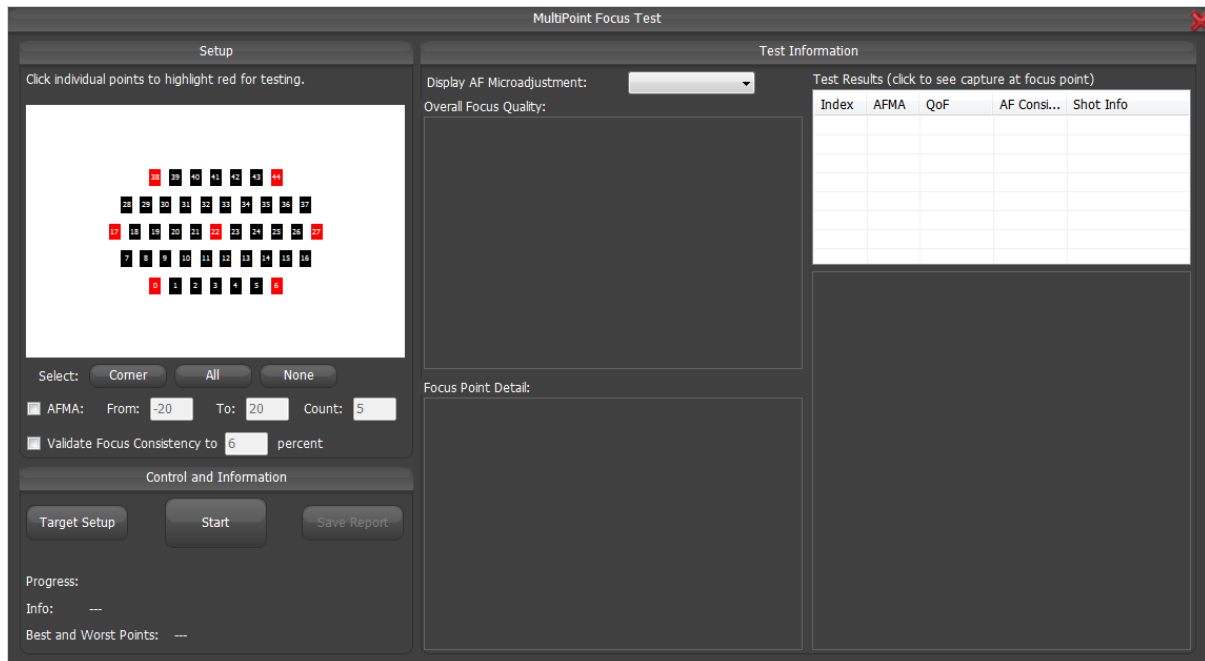 MultiPoint Focus Test
Setup
Click individual points to highlight red for testing.
38 39 40 41 42 43 44
28 29 30 31 32 33 34 35 36 37
17 18 19 20 21 22 23 24 25 26 27
7 8 9 10 11 12 13 14 15 16
0 1 2 3 4 5 6
Select: Corner All None
AFMA: From: -20 To: 20 Count: 5
Validate Focus Consistency to 6 percent
Control and Information
Target Setup Start Save Report
Progress:
Info: ---
Best and Worst Points: ---
Test Information
Display AF Microadjustment:
Overall Focus Quality:
Focus Point Detail:
Test Results (click to see capture at focus point)
Index AFMA QoF AF Consi... Shot Info